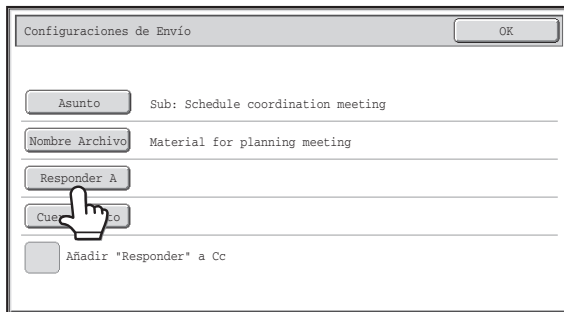 Configuraciones de Envío
OK
Asunto
Sub: Schedule coordination meeting
Nombre Archivo
Material for planning meeting
Responder A
Añadir "Responder" a Cc